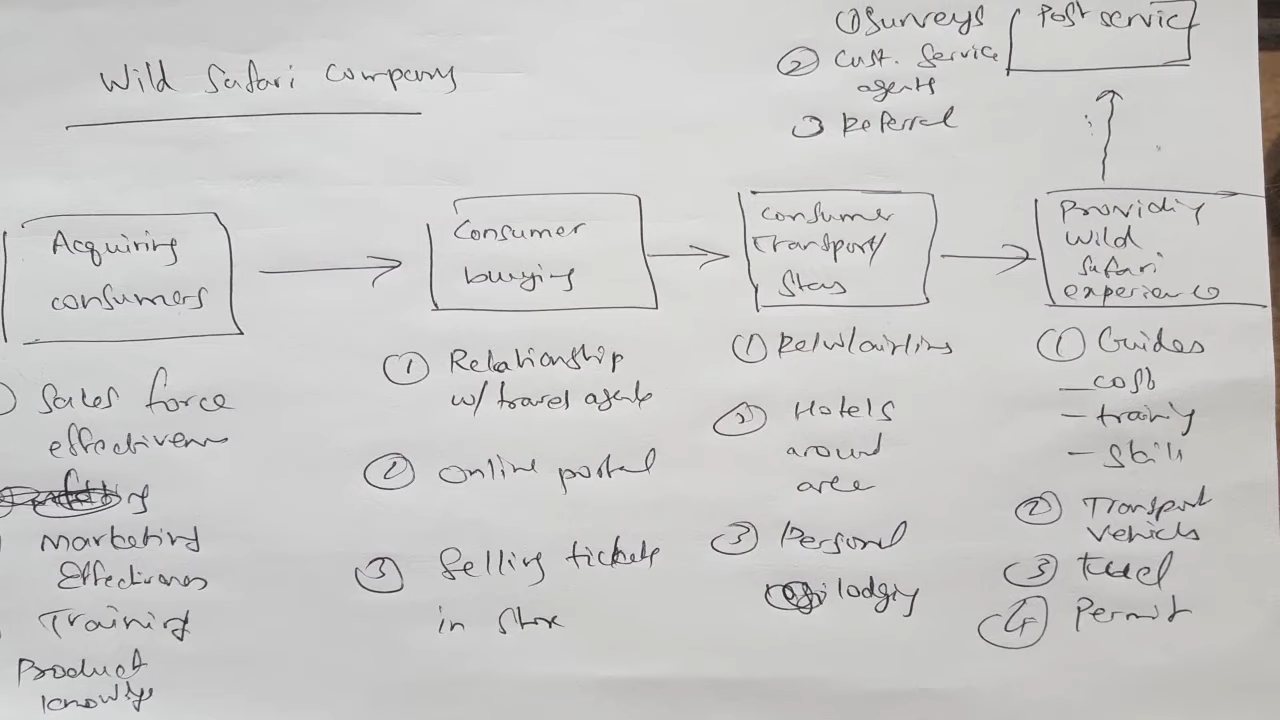 Wild Safari Company
① Surveys
② Cust. Service
agents
3 Referral
Post servic
Acquiring
consumers
Consumer
buying
Consumer
Transport/
Stay
Providing
Wild
Safari
experience
Sales force
effectiveness
Marketing
Effectiveness
Training
Product
① Relationship
w/ travel agents
② Online portal
③ Selling tickets
in store
①
② Hotels
around
area
③ Personal
lodging
① Guides
- cost
- training
- skills
② Transport
vehicles
③ Fuel
④ Permit